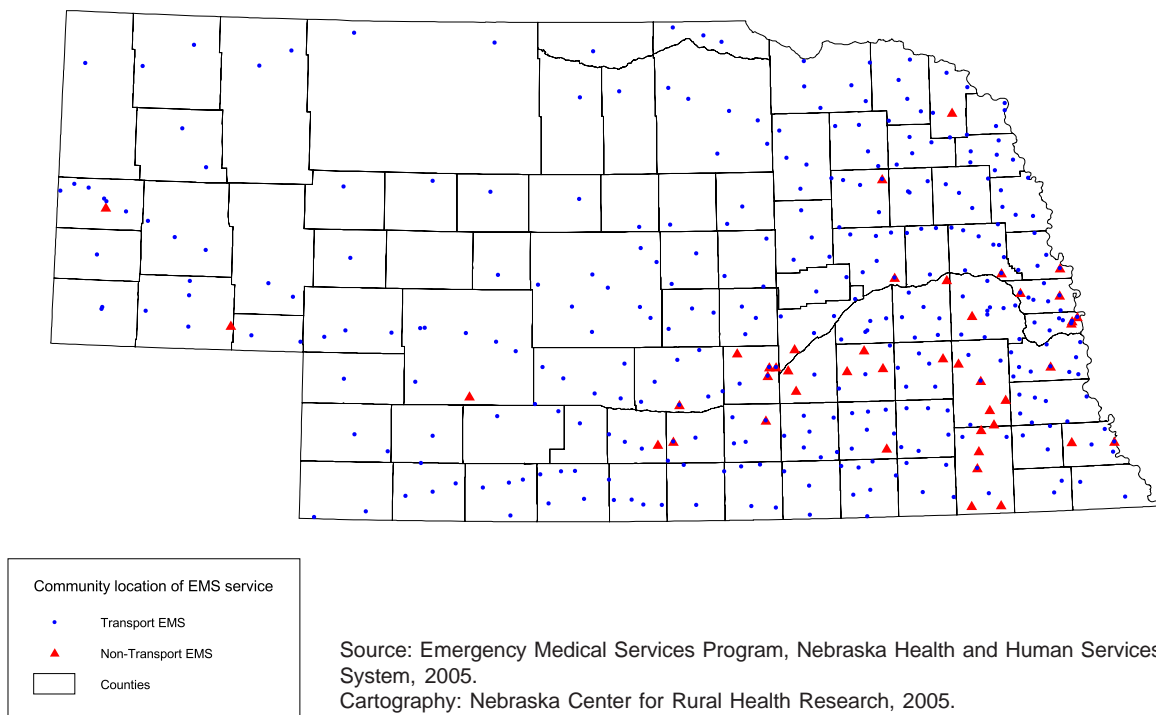 Community location of EMS service
Transport EMS
Non-Transport EMS
Counties
Source: Emergency Medical Services Program, Nebraska Health and Human Services
System, 2005.
Cartography: Nebraska Center for Rural Health Research, 2005.